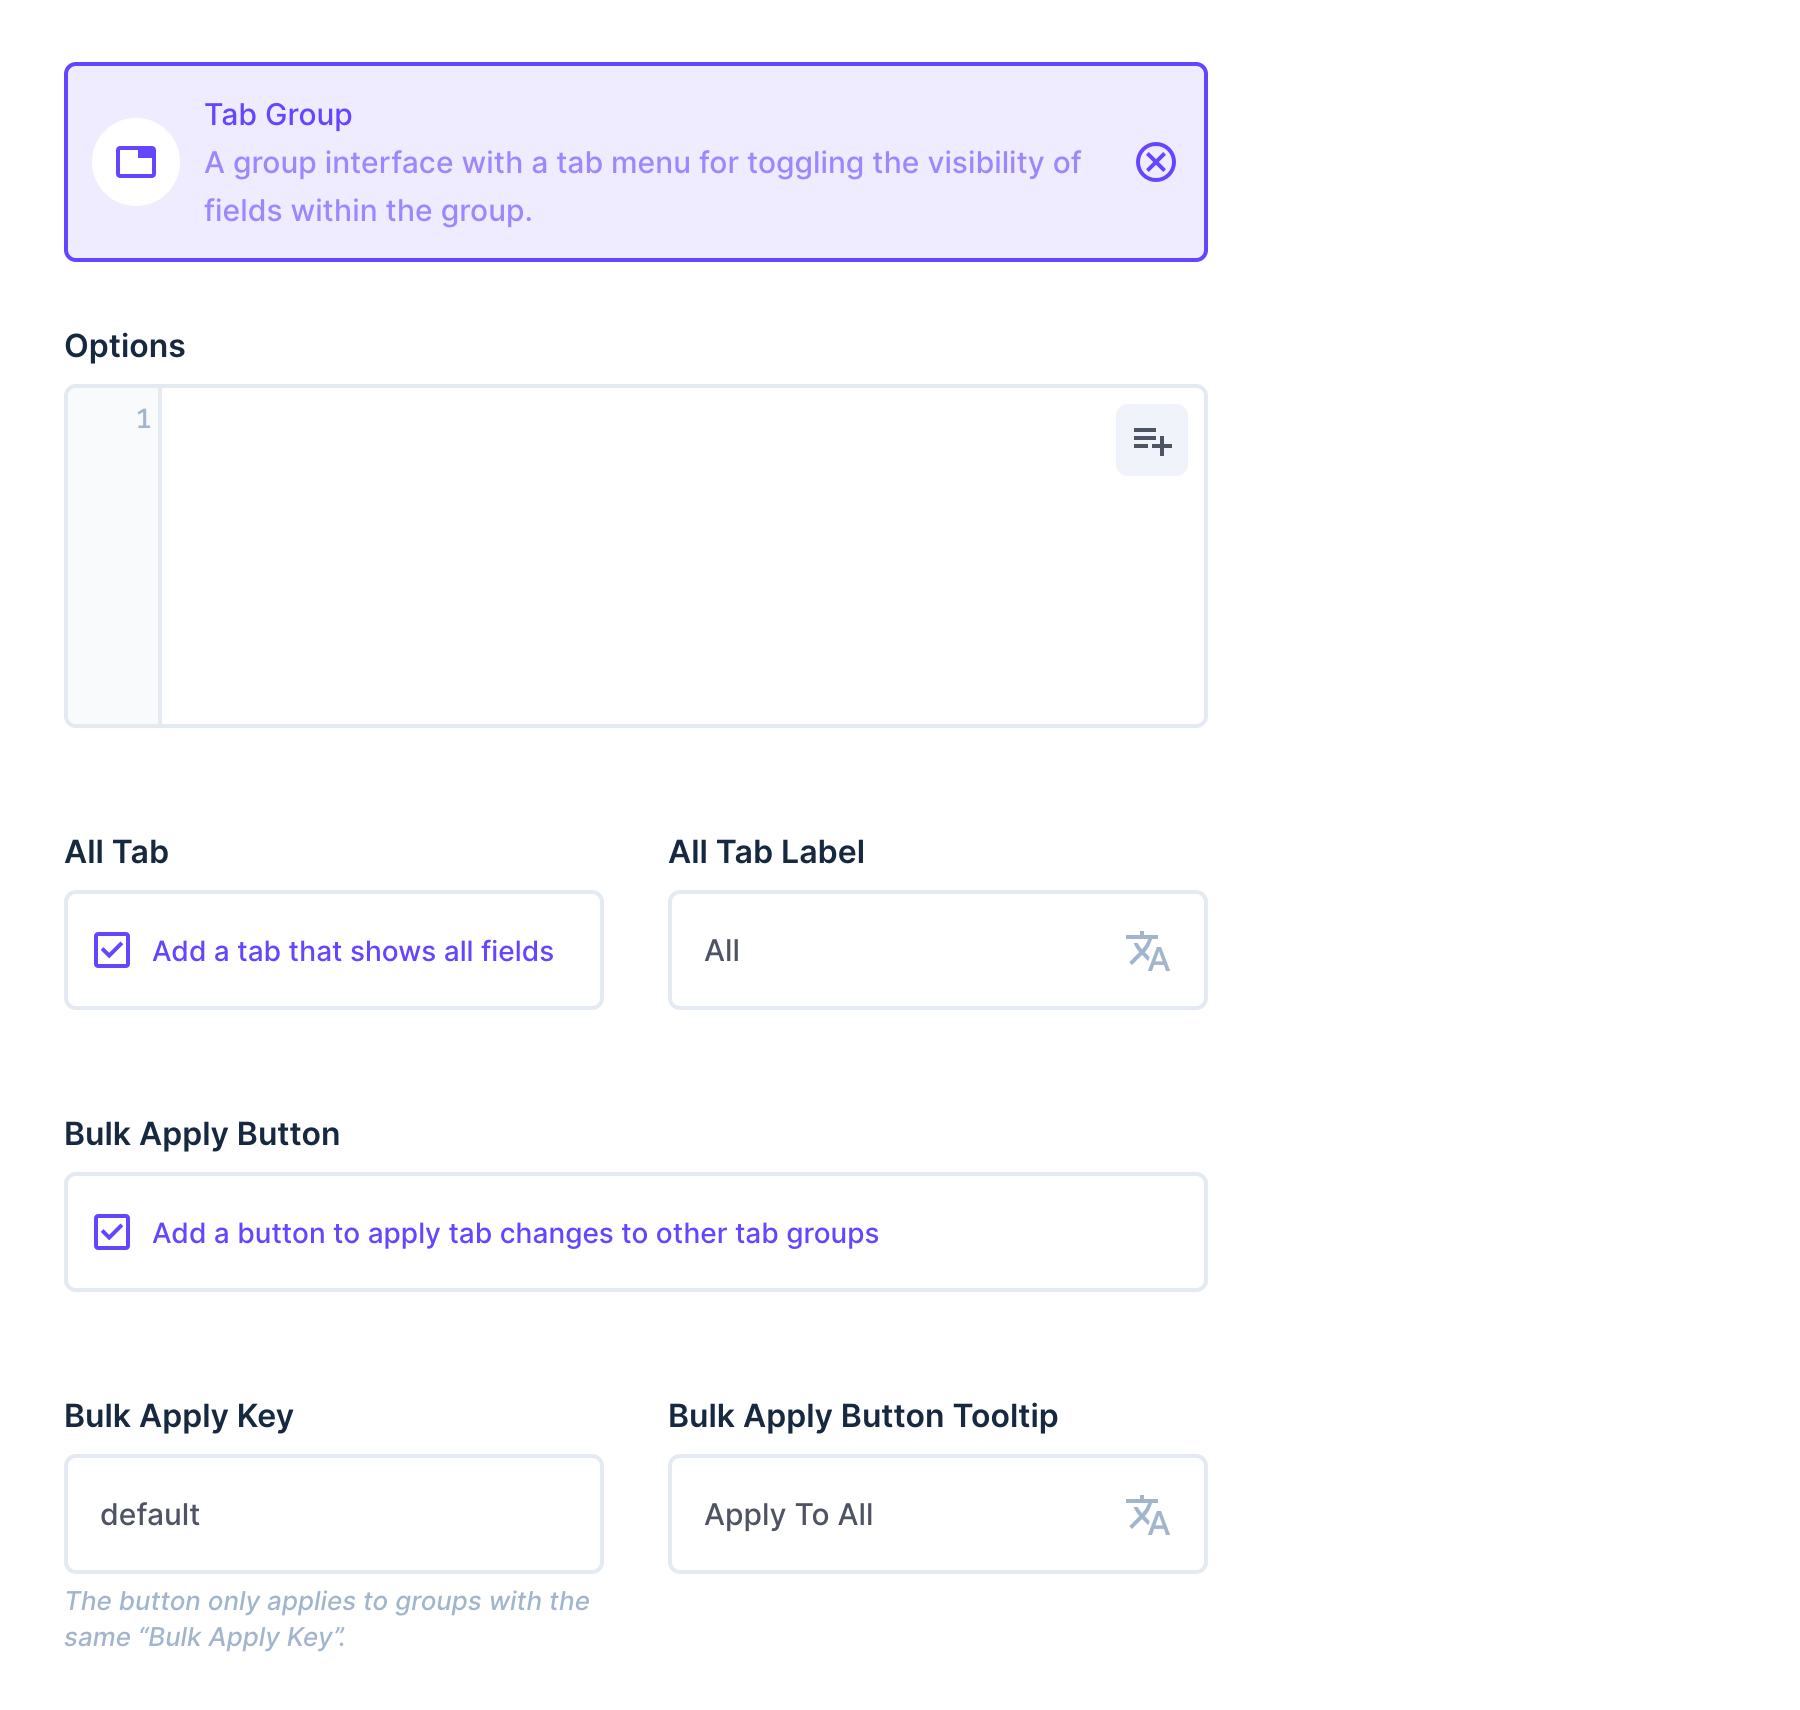 Tab Group
A group interface with a tab menu for toggling the visibility of
fields within the group.
Options
1
All Tab
All Tab Label
Add a tab that shows all fields
All
Bulk Apply Button
Add a button to apply tab changes to other tab groups
Bulk Apply Key
Bulk Apply Button Tooltip
default
Apply To All
The button only applies to groups with the
same “Bulk Apply Key”.